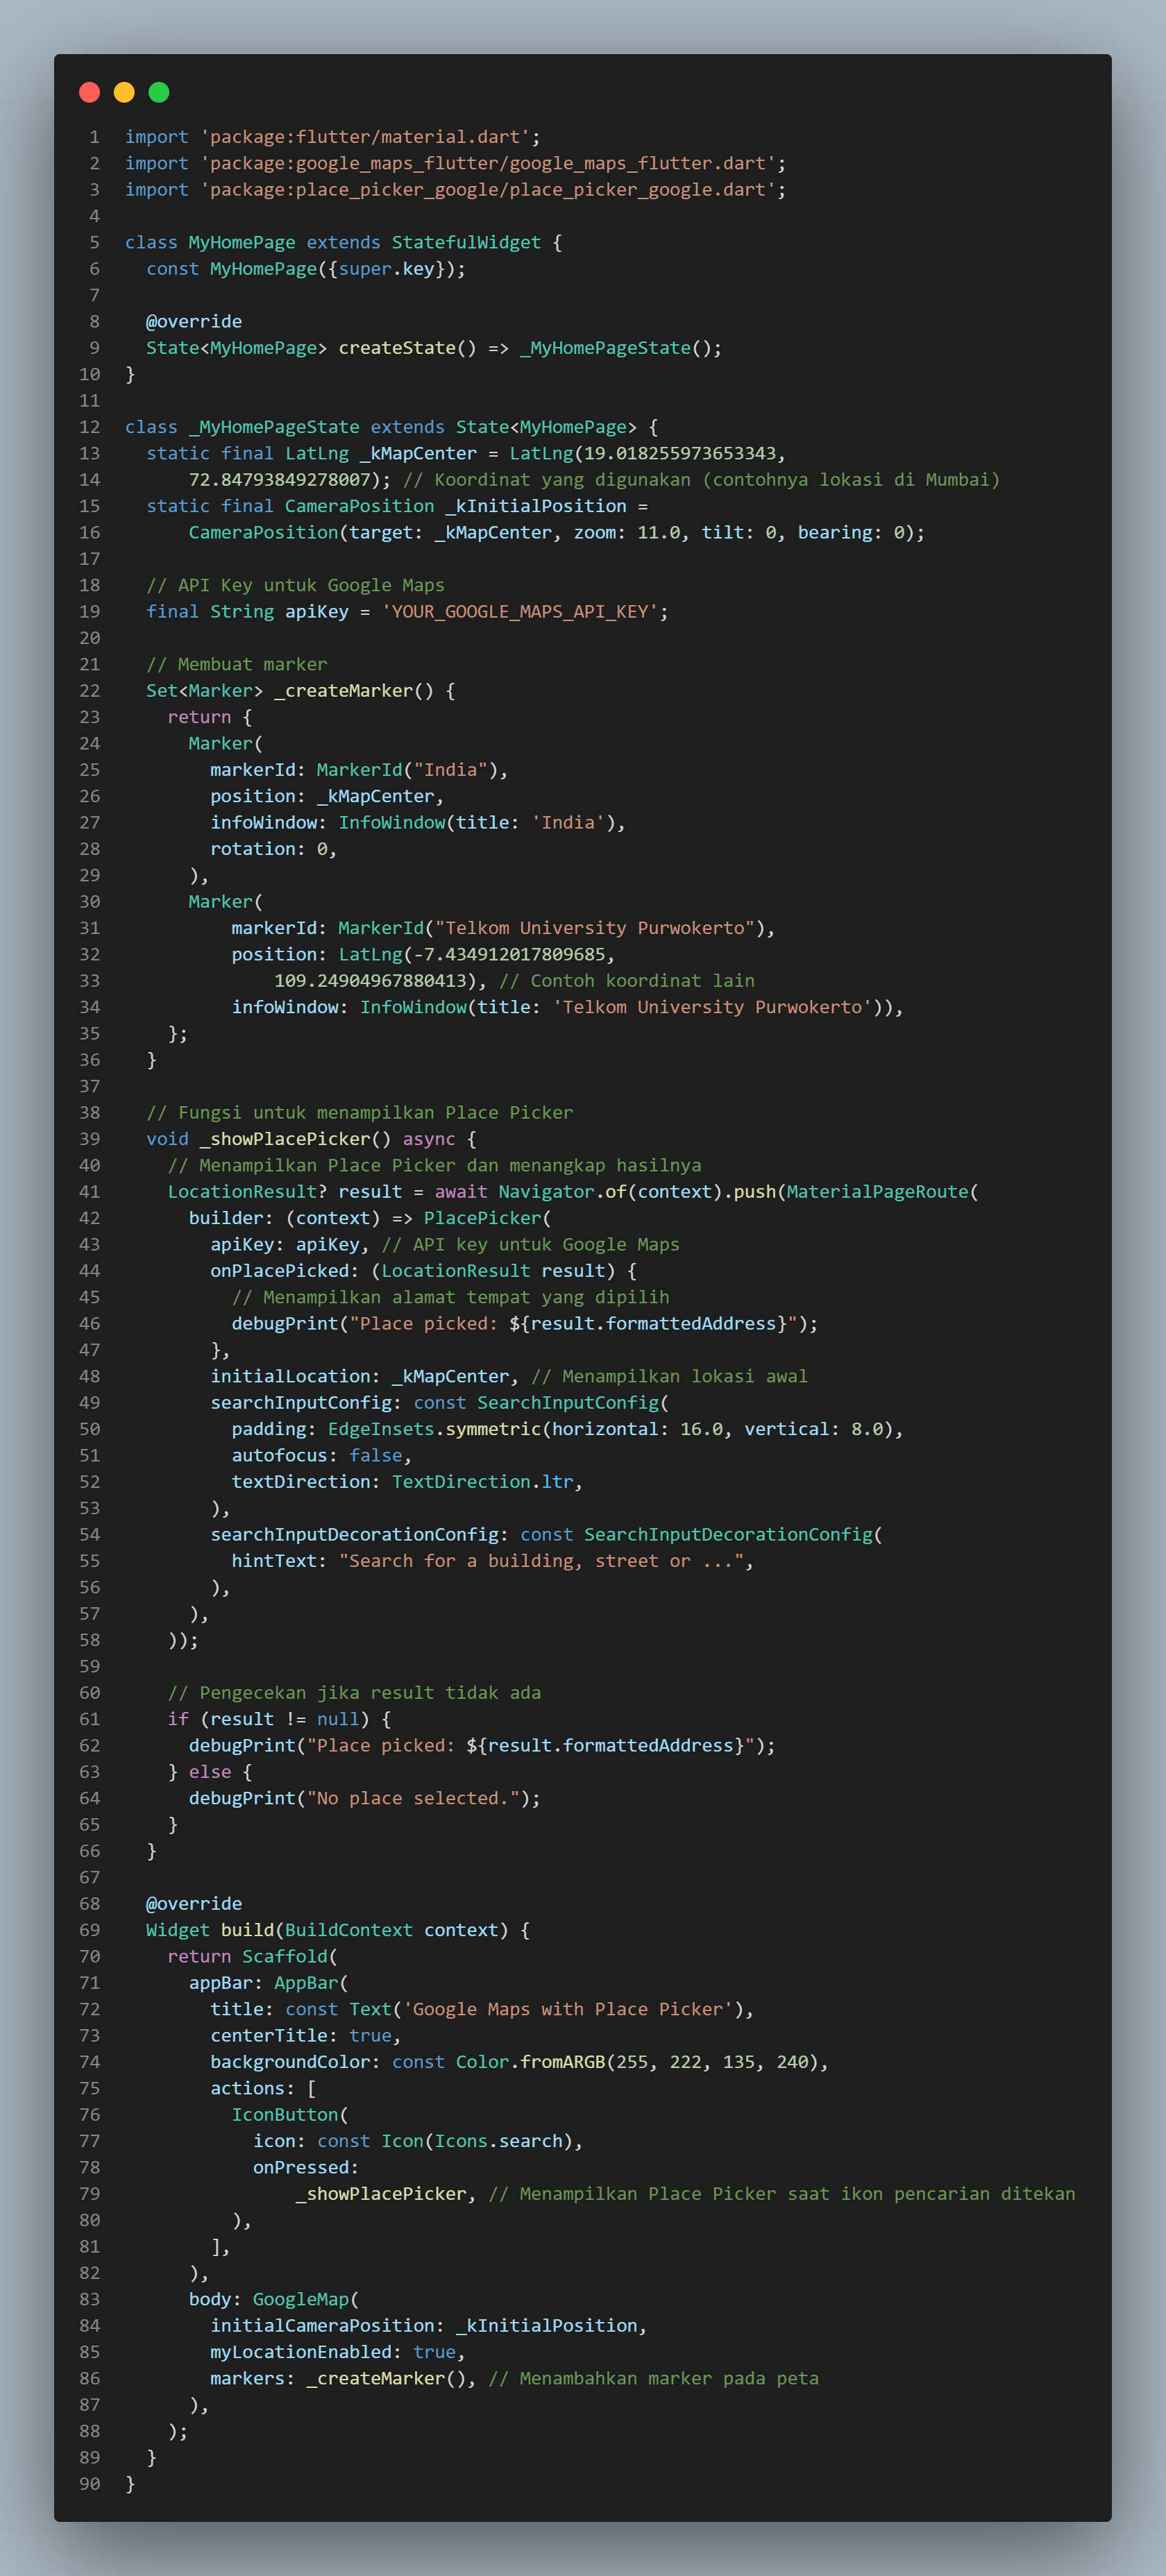 1 import 'package:flutter/material.dart';
2 import 'package:google_maps_flutter/google_maps_flutter.dart';
3 import 'package:place_picker_google/place_picker_google.dart';
4
5 class MyHomePage extends StatefulWidget {
6   const MyHomePage({super.key});
7
8   @override
9   State<MyHomePage> createState() => _MyHomePageState();
10 }
11
12 class _MyHomePageState extends State<MyHomePage> {
13   static final LatLng _kMapCenter = LatLng(19.018255973653343,
14       72.84793849278007); // Koordinat yang digunakan (contohnya lokasi di Mumbai)
15   static final CameraPosition _kInitialPosition =
16       CameraPosition(target: _kMapCenter, zoom: 11.0, tilt: 0, bearing: 0);
17
18   // API Key untuk Google Maps
19   final String apiKey = 'YOUR_GOOGLE_MAPS_API_KEY';
20
21   // Membuat marker
22   Set<Marker> _createMarker() {
23     return {
24       Marker(
25         markerId: MarkerId("India"),
26         position: _kMapCenter,
27         infoWindow: InfoWindow(title: 'India'),
28         rotation: 0,
29       ),
30       Marker(
31           markerId: MarkerId("Telkom University Purwokerto"),
32           position: LatLng(-7.434912017809685,
33               109.24904967880413), // Contoh koordinat lain
34           infoWindow: InfoWindow(title: 'Telkom University Purwokerto')),
35     };
36   }
37
38   // Fungsi untuk menampilkan Place Picker
39   void _showPlacePicker() async {
40     // Menampilkan Place Picker dan menangkap hasilnya
41     LocationResult? result = await Navigator.of(context).push(MaterialPageRoute(
42       builder: (context) => PlacePicker(
43         apiKey: apiKey, // API key untuk Google Maps
44         onPlacePicked: (LocationResult result) {
45           // Menampilkan alamat tempat yang dipilih
46           debugPrint("Place picked: ${result.formattedAddress}");
47         },
48         initialLocation: _kMapCenter, // Menampilkan lokasi awal
49         searchInputConfig: const SearchInputConfig(
50           padding: EdgeInsets.symmetric(horizontal: 16.0, vertical: 8.0),
51           autofocus: false,
52           textDirection: TextDirection.ltr,
53         ),
54         searchInputDecorationConfig: const SearchInputDecorationConfig(
55           hintText: "Search for a building, street or ...",
56         ),
57       ),
58     ));
59
60     // Pengecekan jika result tidak ada
61     if (result != null) {
62       debugPrint("Place picked: ${result.formattedAddress}");
63     } else {
64       debugPrint("No place selected.");
65     }
66   }
67
68   @override
69   Widget build(BuildContext context) {
70     return Scaffold(
71       appBar: AppBar(
72         title: const Text('Google Maps with Place Picker'),
73         centerTitle: true,
74         backgroundColor: const Color.fromARGB(255, 222, 135, 240),
75         actions: [
76           IconButton(
77             icon: const Icon(Icons.search),
78             onPressed:
79                 _showPlacePicker, // Menampilkan Place Picker saat ikon pencarian ditekan
80           ),
81         ],
82       ),
83       body: GoogleMap(
84         initialCameraPosition: _kInitialPosition,
85         myLocationEnabled: true,
86         markers: _createMarker(), // Menambahkan marker pada peta
87       ),
88     );
89   }
90 }